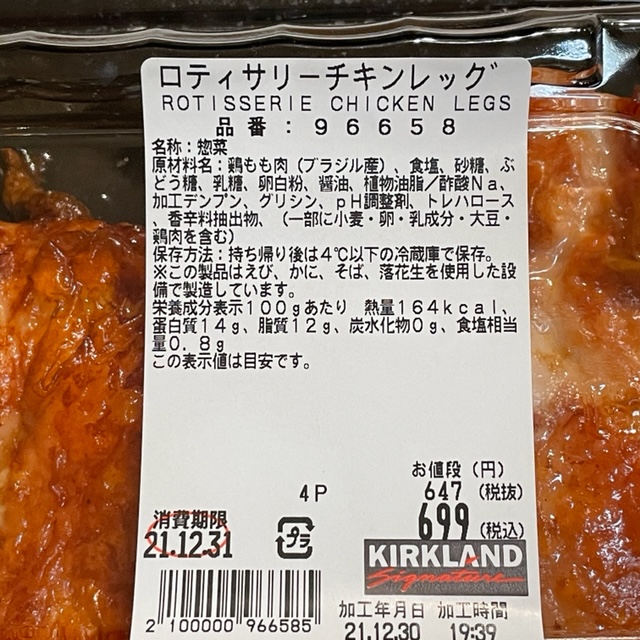 ロティサリーチキンレッグ
ROTISSERIE CHICKEN LEGS
品番:96658
名称:惣菜
原材料名:鶏もも肉(ブラジル産)、食塩、砂糖、ぶ
どう糖、乳糖、卵白粉、醤油、植物油脂/酢酸Na、
加工デンプン、グリシン、pH調整剤、トレハロース
、香辛料抽出物、(一部に小麦・卵・乳成分・大豆・
鶏肉を含む)
保存方法:持ち帰り後は4℃以下の冷蔵庫で保存。
※この製品はえび、かに、そば、落花生を使用した設
備で製造しています。
栄養成分表示100gあたり 熱量164kcal、
蛋白質14g、脂質12g、炭水化物0g、食塩相当
量0.8g
この表示値は目安です。
お値段(円)
4P 647(税抜)
699(税込)
消費期限
21.12.31
プラ
KIRKLAND
Signature
2 100000 966585
加工年月日 加工時間
21.12.30 19:39